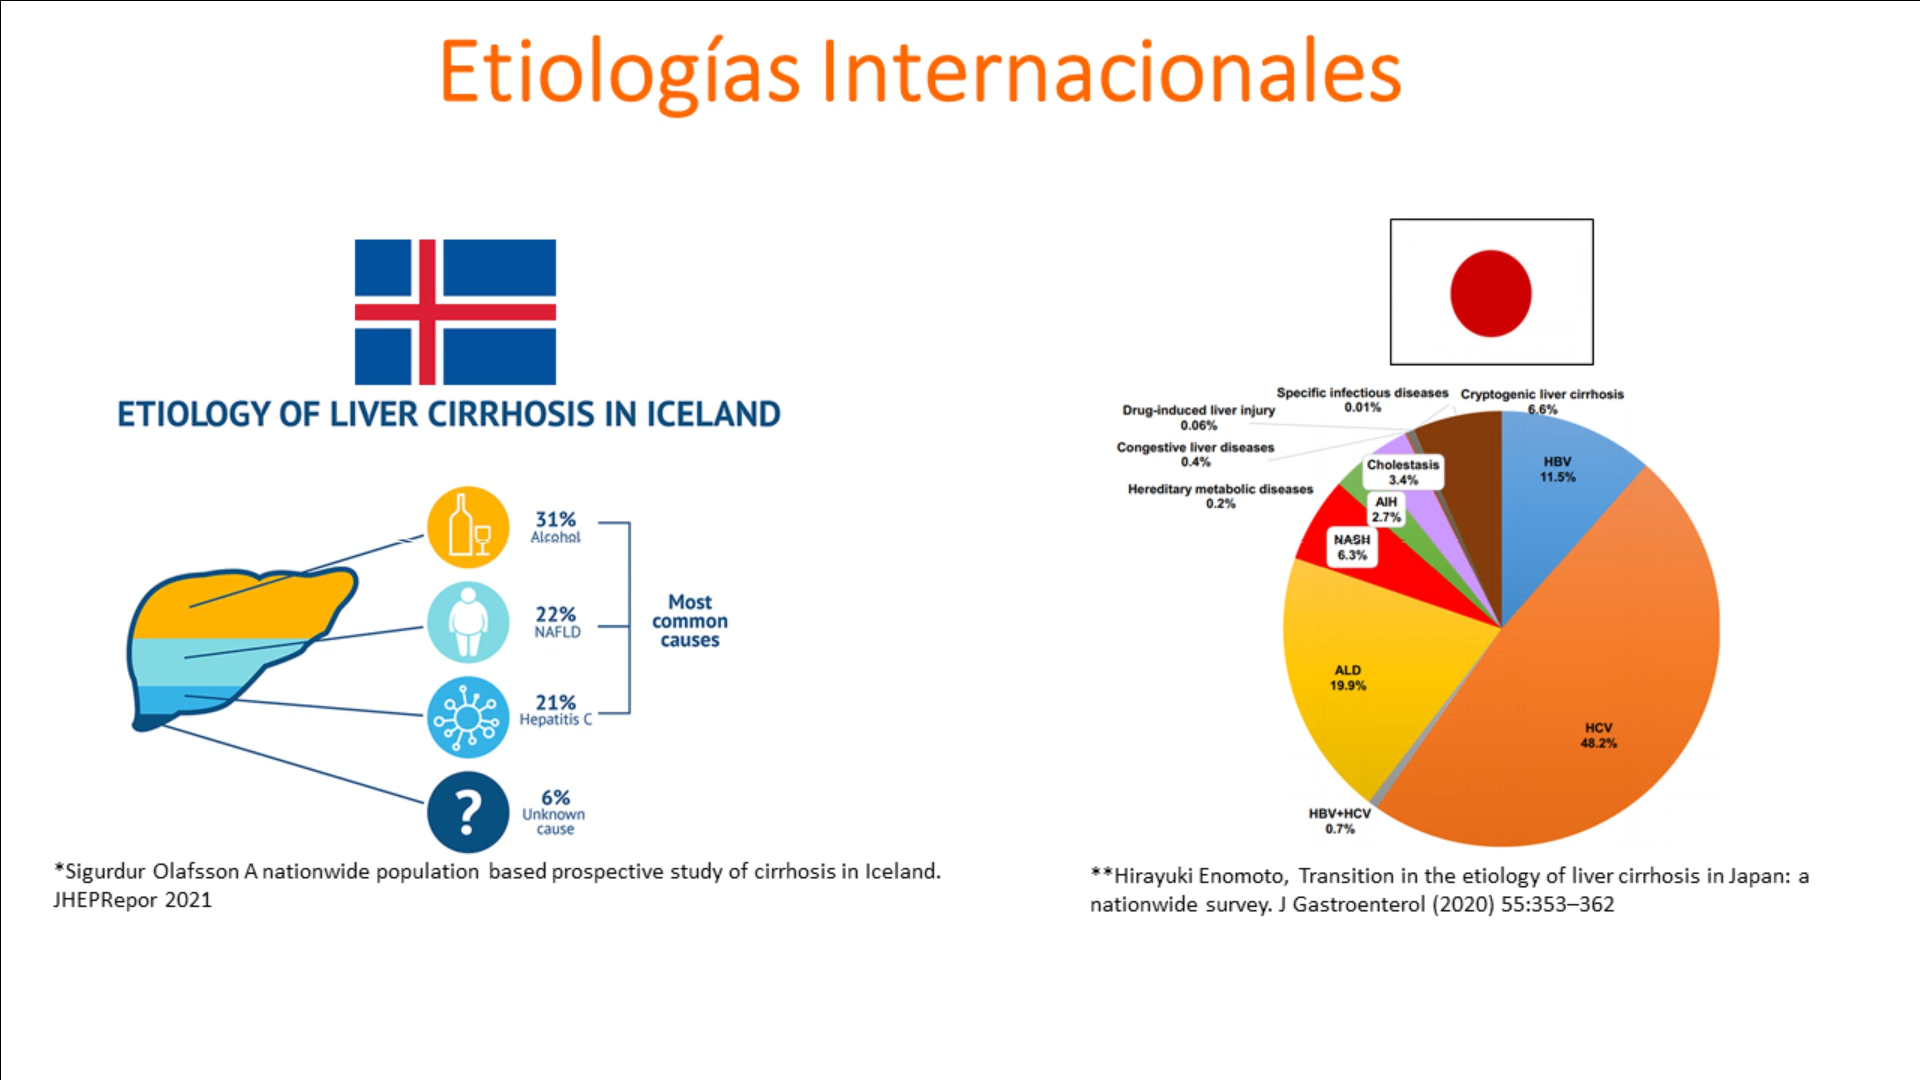 Etiologías Internacionales
ETIOLOGY OF LIVER CIRRHOSIS IN ICELAND
31%
Alcohol
22%
NAFLD
21%
Hepatitis C
Most
common
causes
?
6%
Unknown
cause
*Sigurdur Olafsson A nationwide population based prospective study of cirrhosis in Iceland.
JHEPRepor 2021
Specific infectious diseases
0.01%
Cryptogenic liver cirrhosis
6.6%
Drug-induced liver injury
0.06%
Congestive liver diseases
0.4%
Hereditary metabolic diseases
0.2%
Cholestasis
3.4%
AIH
2.7%
NASH
6.3%
HBV
11.5%
ALD
19.9%
HCV
48.2%
HBV+HCV
0.7%
**Hirayuki Enomoto, Transition in the etiology of liver cirrhosis in Japan: a
nationwide survey. J Gastroenterol (2020) 55:353–362